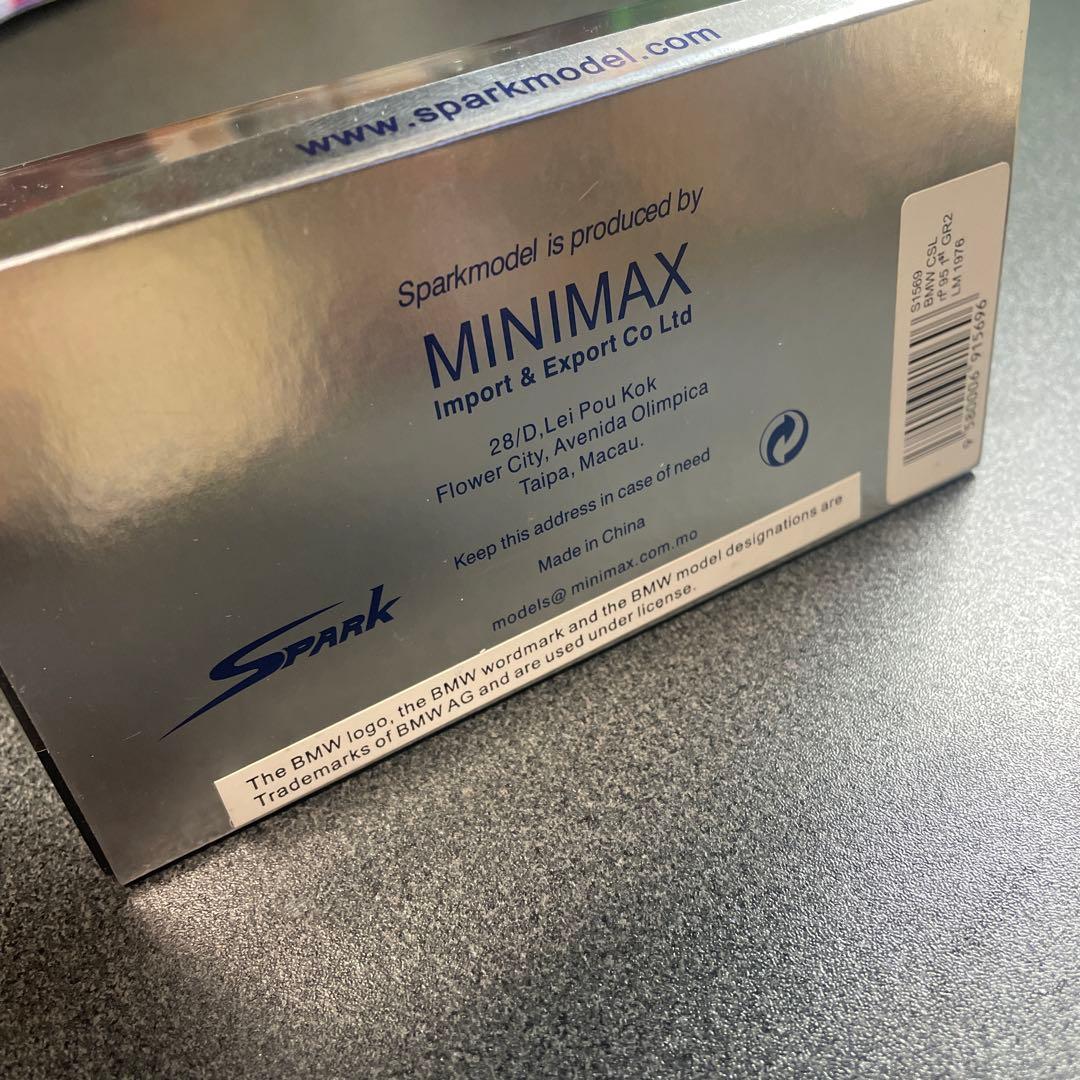 www.sparkmodel.com
Sparkmodel is produced by
MINIMAX
Import & Export Co Ltd
28/D,Lei Pou Kok
Flower City, Avenida Olimpica
Taipa, Macau.
Keep this address in case of need
Made in China
models@minimax.com.mo
SPARK
The BMW logo, the BMW wordmark and the BMW model designations are
Trademarks of BMW AG and are used under license.
S1569
BMW CSL
n° 95 1st GR2
LM 1976
9 580006 915696